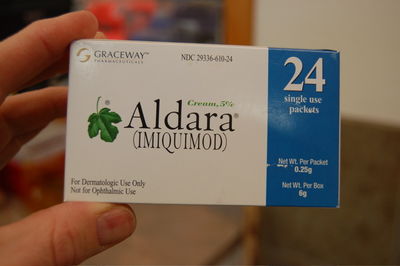 GRACEWAY™
PHARMACEUTICALS
NDC 29336-610-24
Cream, 5%
Aldara®
(IMIQUIMOD)
For Dermatologic Use Only
Not for Ophthalmic Use
24
single use
packets
Net Wt. Per Packet
0.25g
Net Wt. Per Box
6g